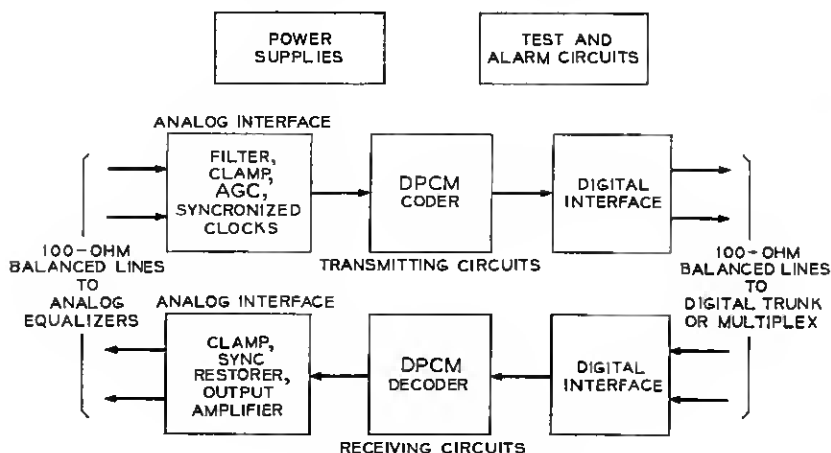 POWER
SUPPLIES
TEST AND
ALARM CIRCUITS
ANALOG INTERFACE
FILTER,
CLAMP,
AGC,
SYNCRONIZED
CLOCKS
DPCM
CODER
DIGITAL
INTERFACE
TRANSMITTING CIRCUITS
100-OHM
BALANCED LINES
TO
ANALOG
EQUALIZERS
100-OHM
BALANCED LINES
TO
DIGITAL TRUNK
OR MULTIPLEX
ANALOG INTERFACE
CLAMP,
SYNC
RESTORER,
OUTPUT
AMPLIFIER
DPCM
DECODER
DIGITAL
INTERFACE
RECEIVING CIRCUITS